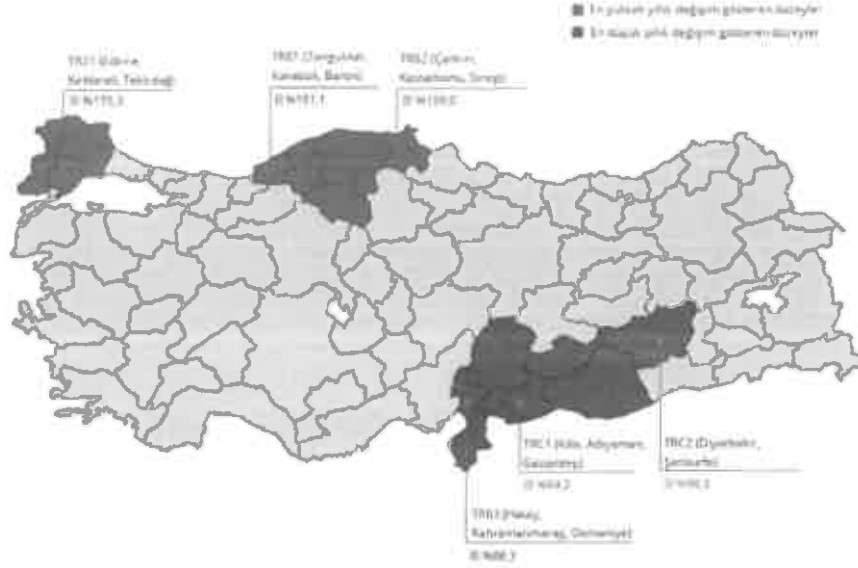 En yüksek yıllık değişim gösteren düzeyler
En düşük yıllık değişim gösteren düzeyler
TR21 (Edirne,
Kırklareli, Tekirdağ)
TR81 (Zonguldak,
Karabük, Bartın)
TR82 (Çankırı,
Kastamonu, Sinop)
TRC1 (Kilis, Adıyaman,
Gaziantep)
TRC2 (Diyarbakır,
Şanlıurfa)
TR63 (Hatay,
Kahramanmaraş, Osmaniye)